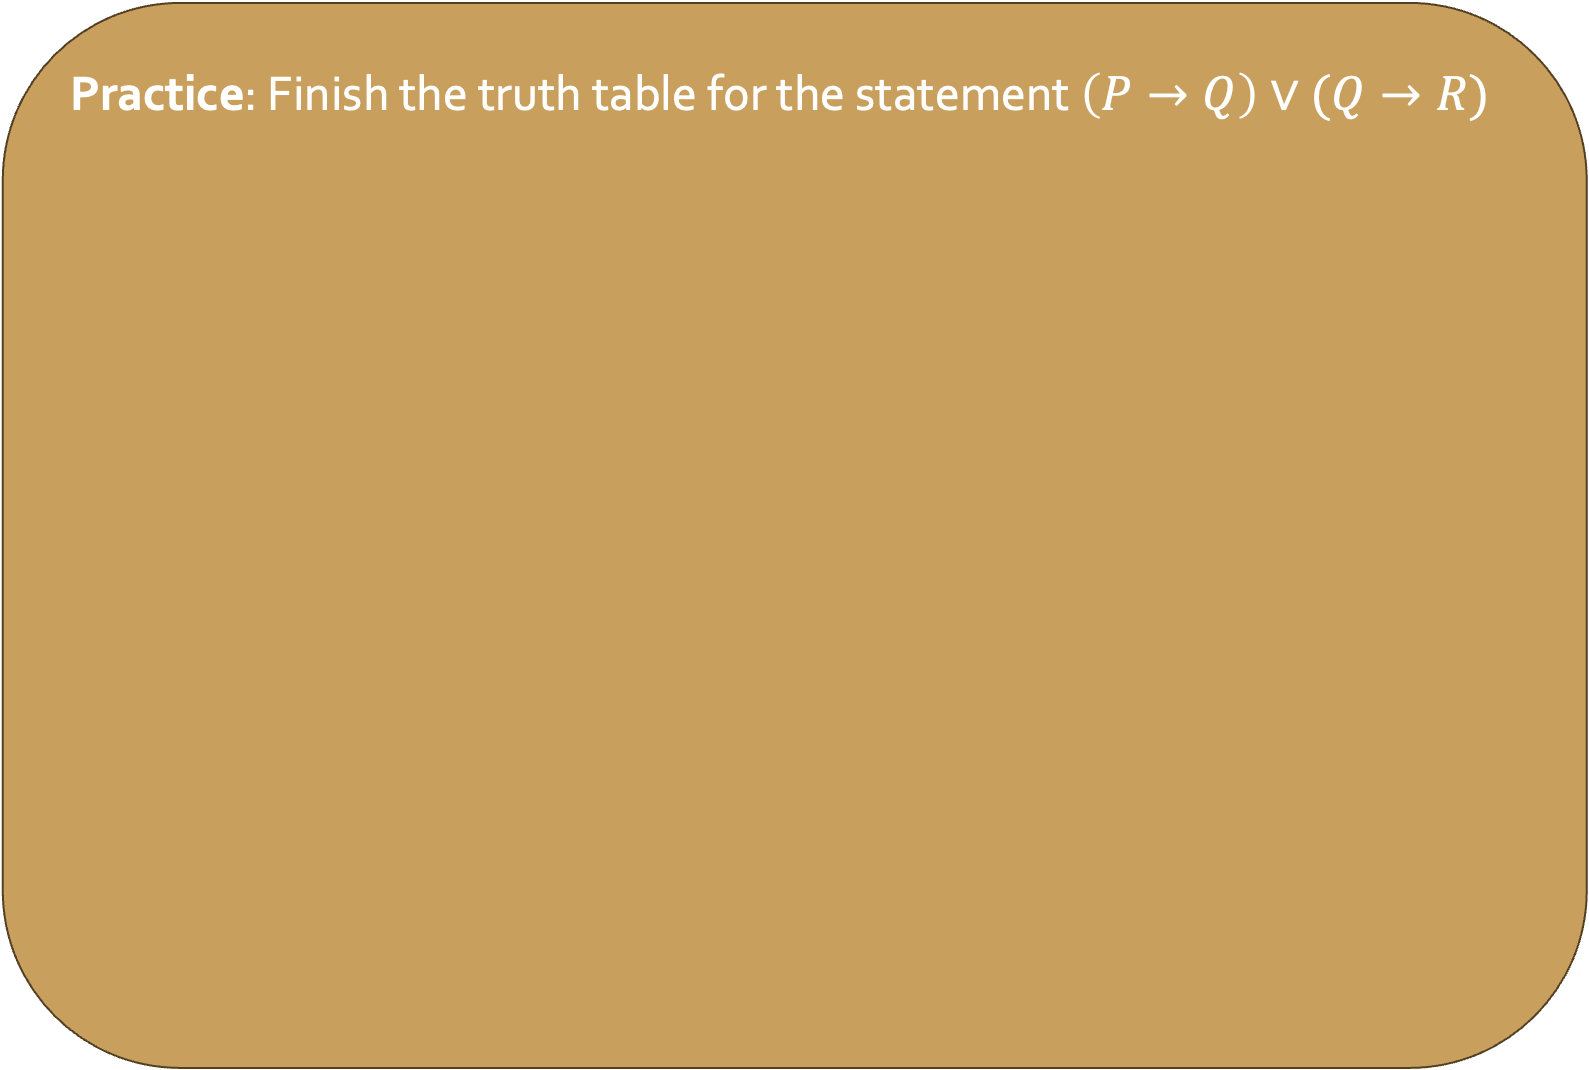 Practice: Finish the truth table for the statement (𝑃 → 𝑄) ∨ (𝑄 → 𝑅)